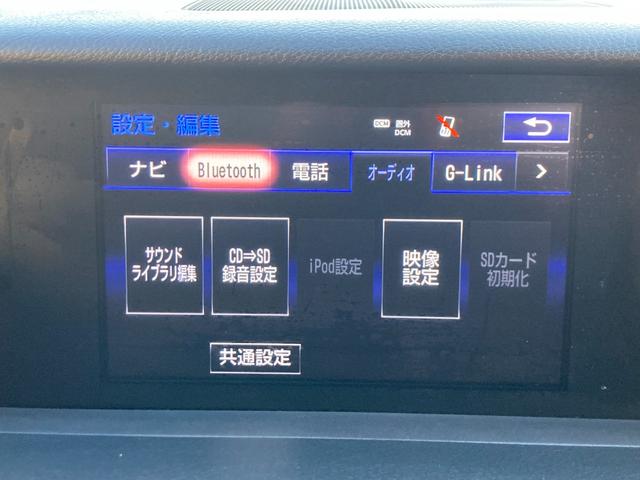 設定・編集
DCM 圏外
DCM
ナビ Bluetooth 電話 オーディオ G-Link >
サウンド
ライブラリ編集
CD⇒SD
録音設定
iPod設定
映像
設定
SDカード
初期化
共通設定